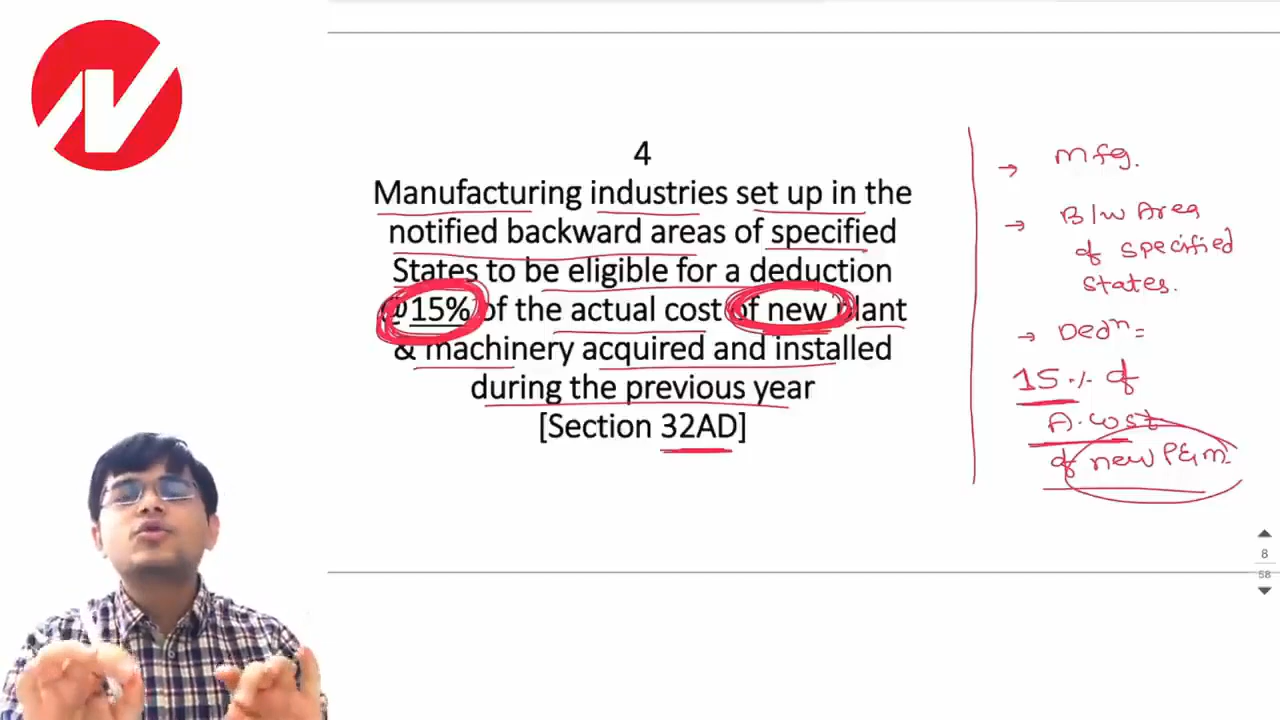 4
Manufacturing industries set up in the
notified backward areas of specified
States to be eligible for a deduction
@15% of the actual cost of new plant
& machinery acquired and installed
during the previous year
[Section 32AD]
→ Mfg.
→ B/w Area
of specified
states.
→ Dedⁿ =
15% of
A.cost
of new P&M.
8
58